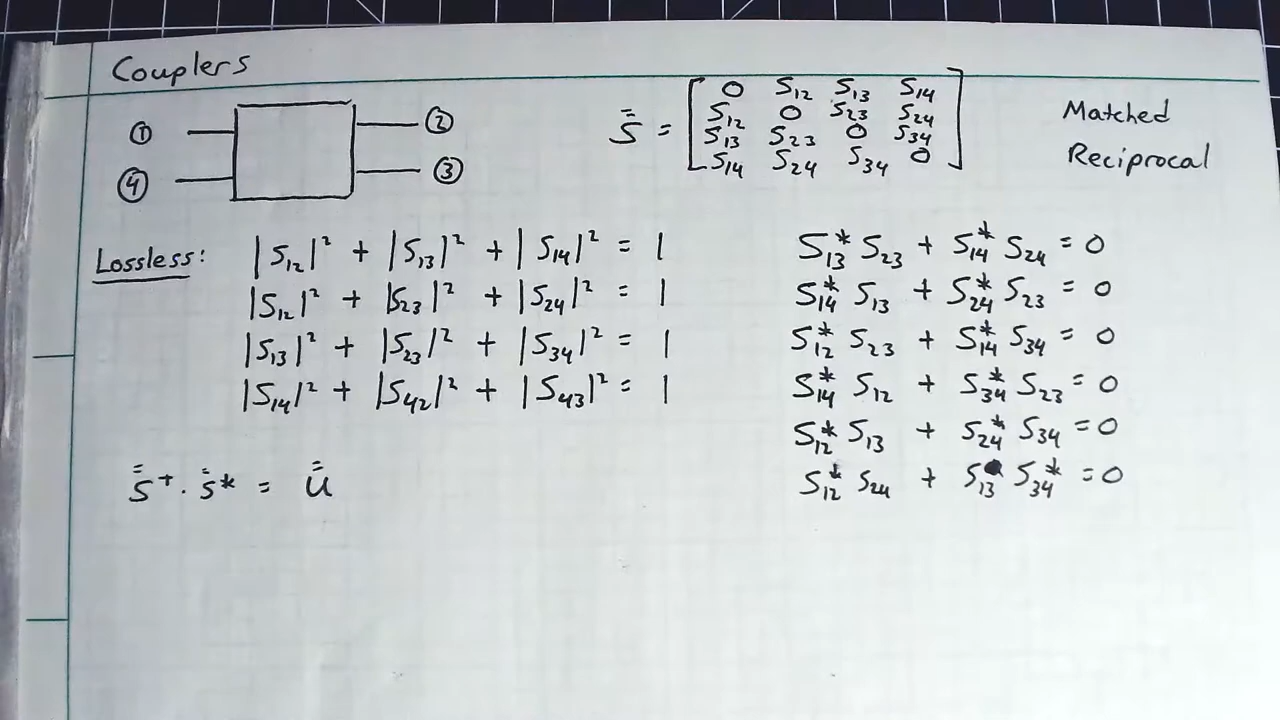 Couplers
① ② ④ ③
S̿ = [ 0 S₁₂ S₁₃ S₁₄
S₁₂ 0 S₂₃ S₂₄
S₁₃ S₂₃ 0 S₃₄
S₁₄ S₂₄ S₃₄ 0 ]
Matched
Reciprocal
Lossless: |S₁₂|² + |S₁₃|² + |S₁₄|² = 1
|S₁₂|² + |S₂₃|² + |S₂₄|² = 1
|S₁₃|² + |S₂₃|² + |S₃₄|² = 1
|S₁₄|² + |S₄₂|² + |S₄₃|² = 1
S₁₃* S₂₃ + S₁₄* S₂₄ = 0
S₁₄* S₁₃ + S₂₄* S₂₃ = 0
S₁₂* S₂₃ + S₁₄* S₃₄ = 0
S₁₄* S₁₂ + S₃₄* S₂₃ = 0
S₁₂* S₁₃ + S₂₄* S₃₄ = 0
S₁₂* S₂₄ + S₁₃ S₃₄* = 0
S̿⁺ · S̿* = U̿